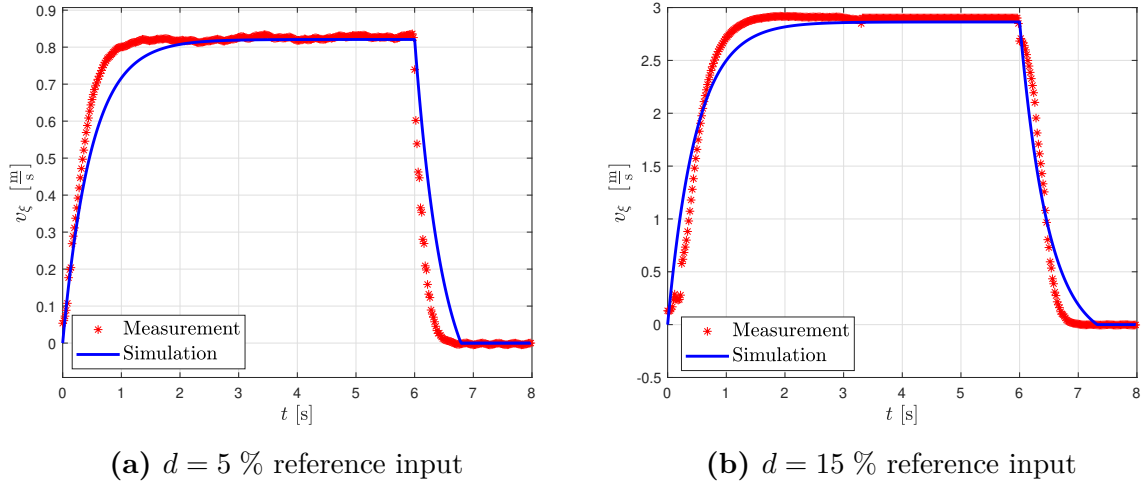 0.9
0.8
0.7
0.6
0.5
0.4
0.3
0.2
0.1
0
v_ξ [m/s]
Measurement
Simulation
0 1 2 3 4 5 6 7 8
t [s]
(a) d = 5 % reference input
3
2.5
2
1.5
1
0.5
0
-0.5
v_ξ [m/s]
Measurement
Simulation
0 1 2 3 4 5 6 7 8
t [s]
(b) d = 15 % reference input